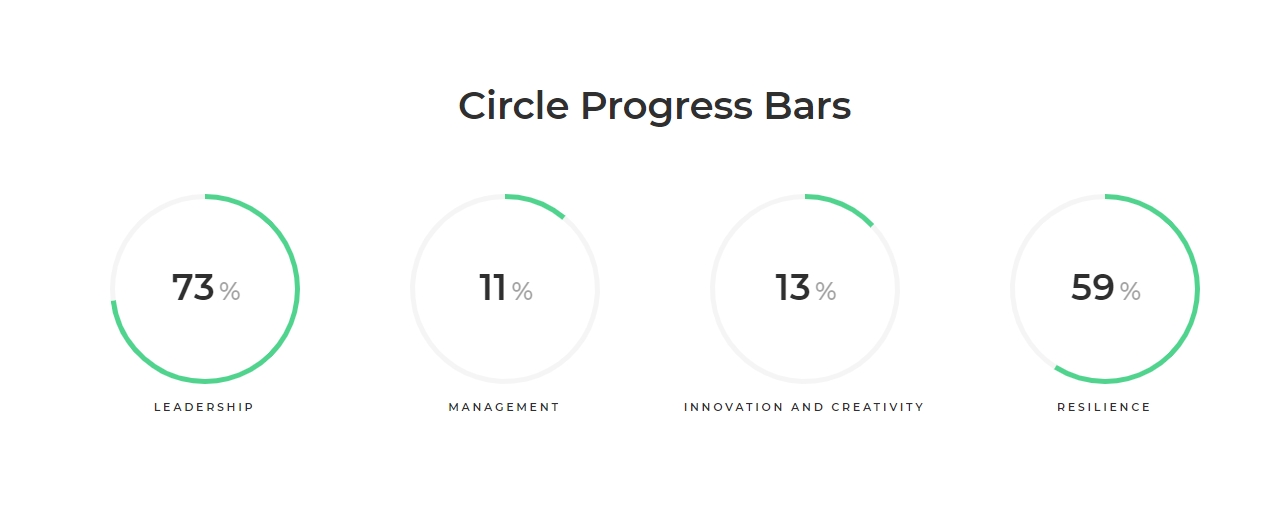 Circle Progress Bars
73 % 11 % 13 % 59 %
LEADERSHIP MANAGEMENT INNOVATION AND CREATIVITY RESILIENCE